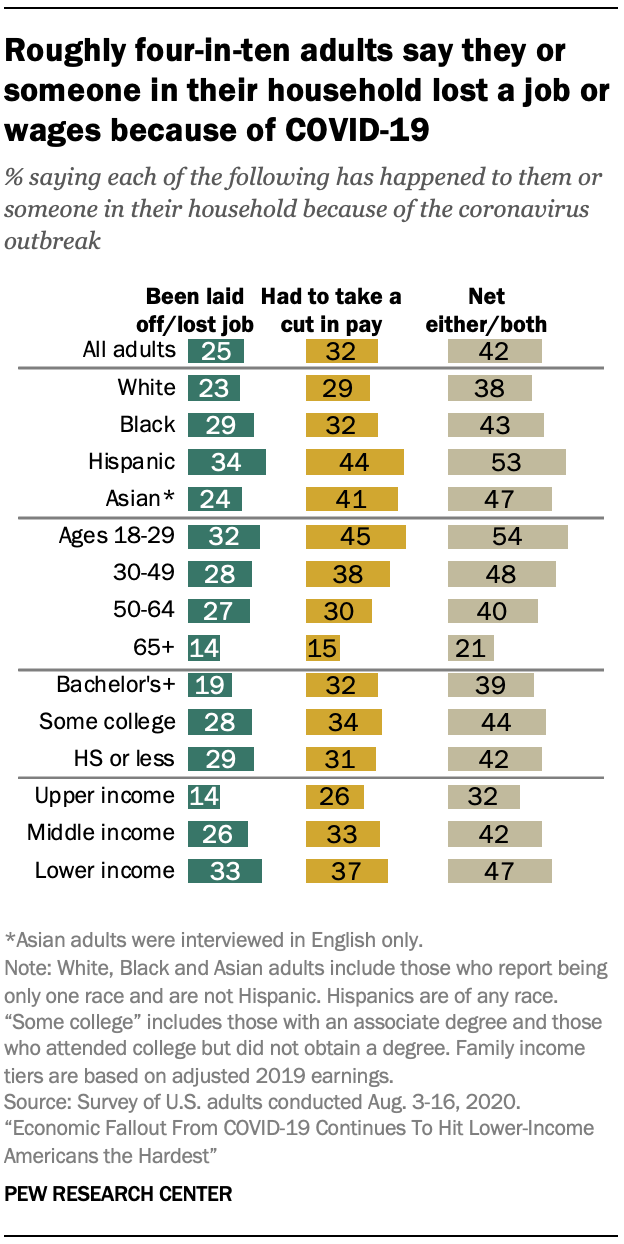 Roughly four-in-ten adults say they or
someone in their household lost a job or
wages because of COVID-19
% saying each of the following has happened to them or
someone in their household because of the coronavirus
outbreak
Been laid off/lost job Had to take a cut in pay Net either/both
All adults 25 32 42
White 23 29 38
Black 29 32 43
Hispanic 34 44 53
Asian* 24 41 47
Ages 18-29 32 45 54
30-49 28 38 48
50-64 27 30 40
65+ 14 15 21
Bachelor's+ 19 32 39
Some college 28 34 44
HS or less 29 31 42
Upper income 14 26 32
Middle income 26 33 42
Lower income 33 37 47
*Asian adults were interviewed in English only.
Note: White, Black and Asian adults include those who report being
only one race and are not Hispanic. Hispanics are of any race.
“Some college” includes those with an associate degree and those
who attended college but did not obtain a degree. Family income
tiers are based on adjusted 2019 earnings.
Source: Survey of U.S. adults conducted Aug. 3-16, 2020.
“Economic Fallout From COVID-19 Continues To Hit Lower-Income
Americans the Hardest”
PEW RESEARCH CENTER